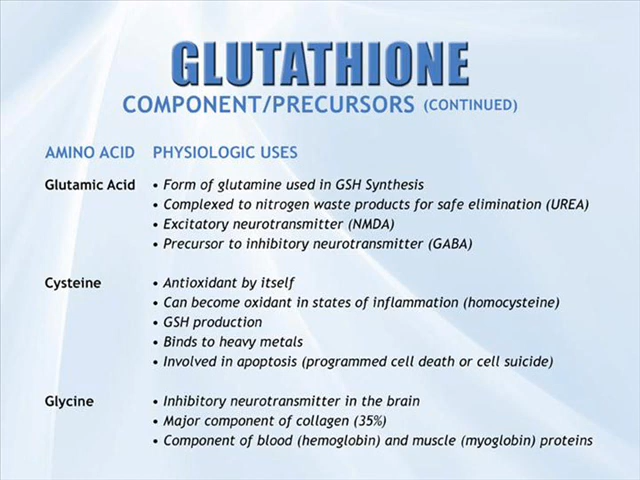 GLUTATHIONE
COMPONENT/PRECURSORS (CONTINUED)
AMINO ACID PHYSIOLOGIC USES
Glutamic Acid • Form of glutamine used in GSH Synthesis
• Complexed to nitrogen waste products for safe elimination (UREA)
• Excitatory neurotransmitter (NMDA)
• Precursor to inhibitory neurotransmitter (GABA)
Cysteine • Antioxidant by itself
• Can become oxidant in states of inflammation (homocysteine)
• GSH production
• Binds to heavy metals
• Involved in apoptosis (programmed cell death or cell suicide)
Glycine • Inhibitory neurotransmitter in the brain
• Major component of collagen (35%)
• Component of blood (hemoglobin) and muscle (myoglobin) proteins